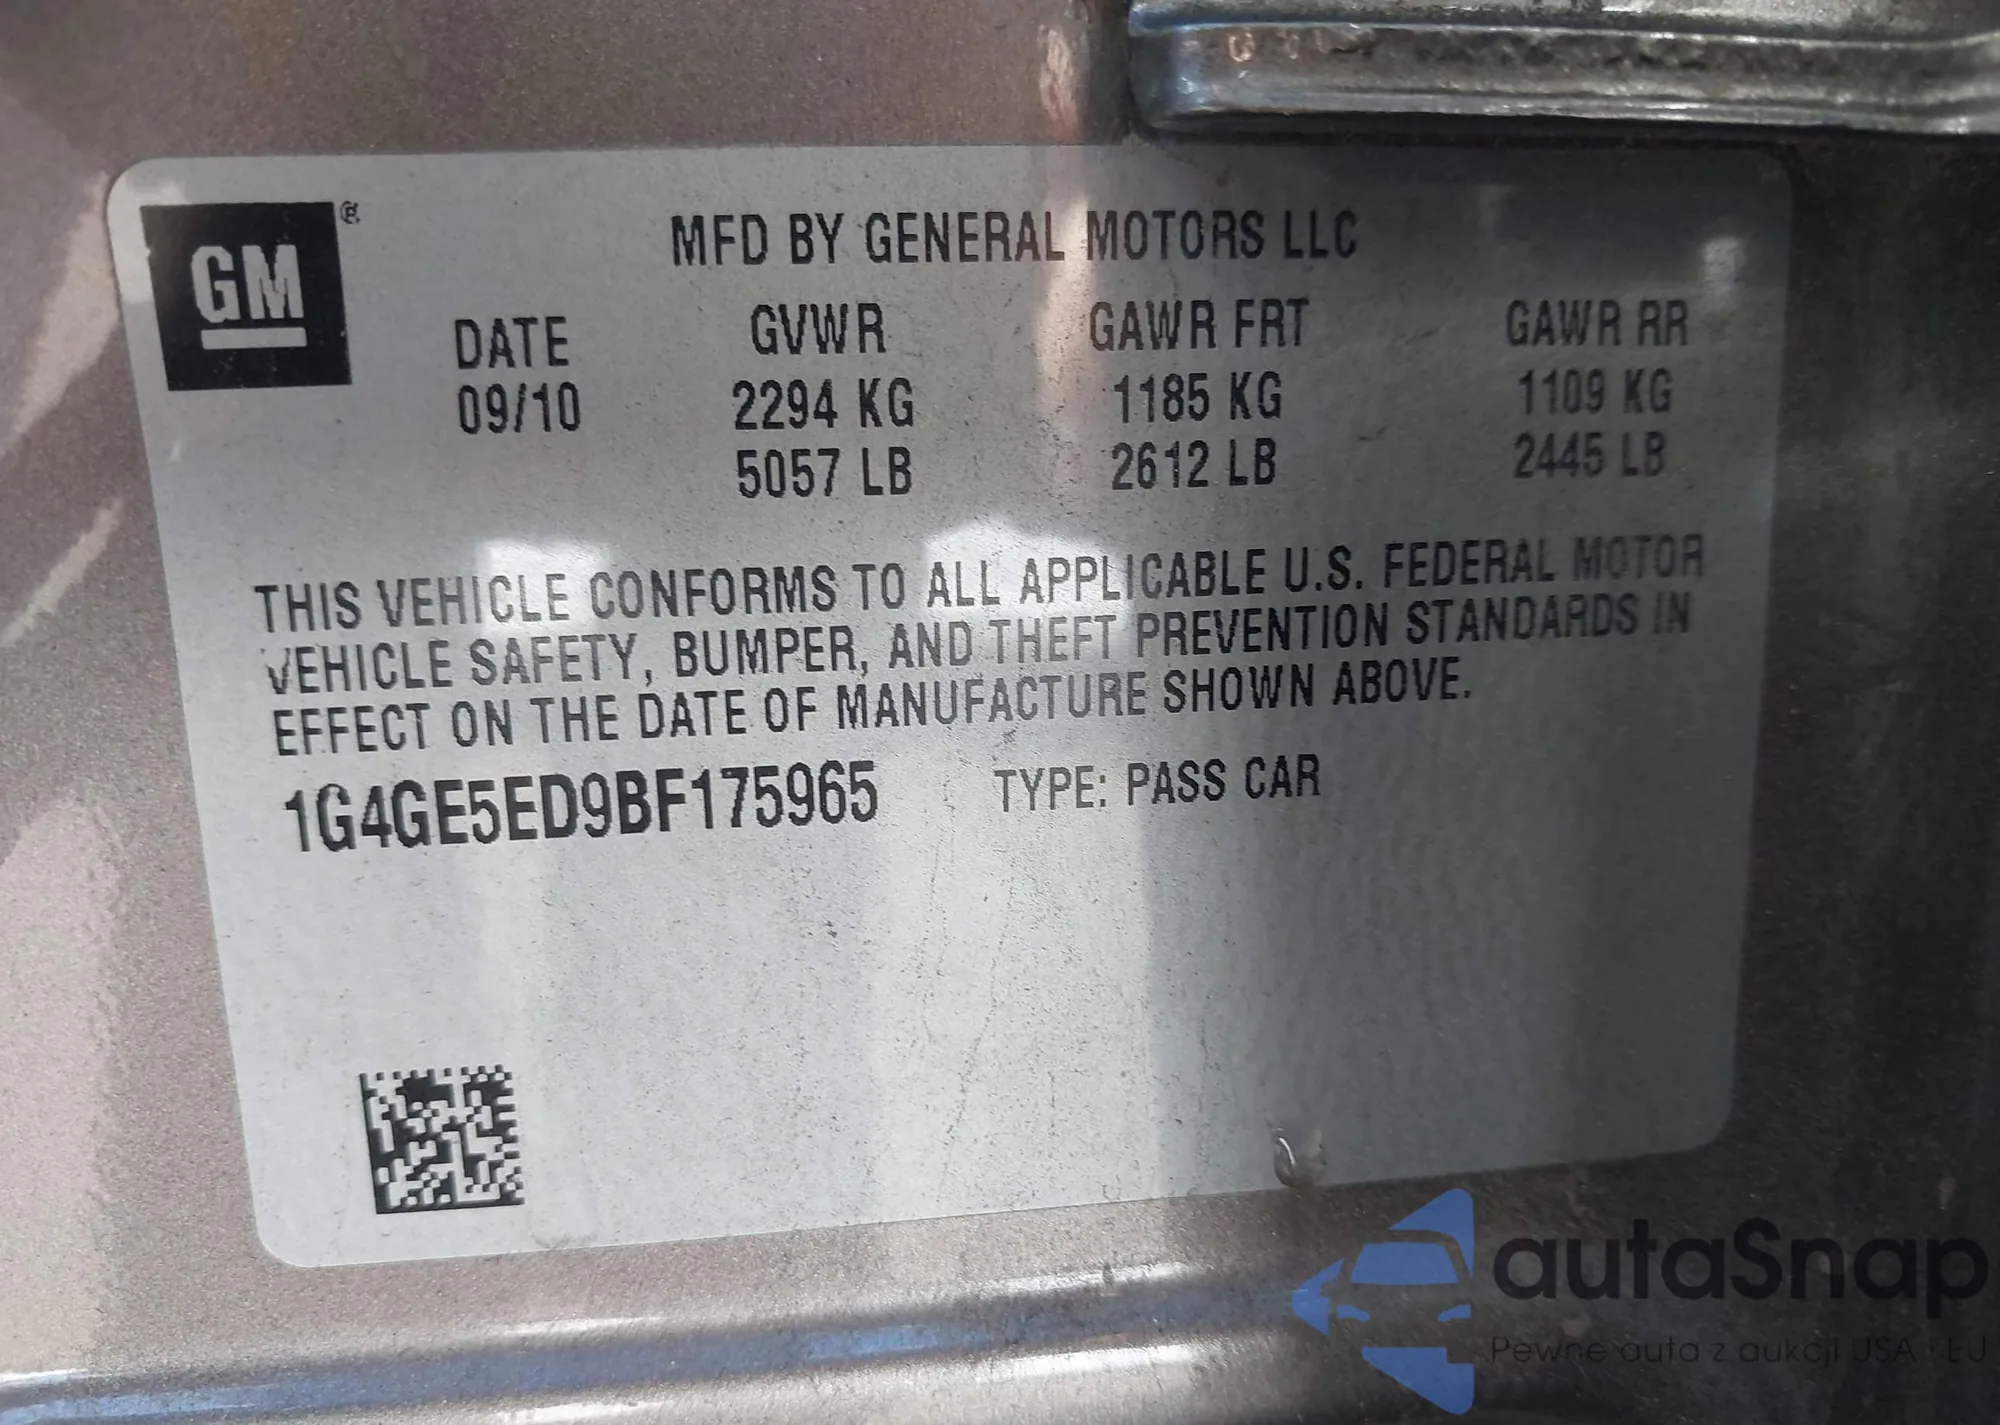 GM ®
MFD BY GENERAL MOTORS LLC
DATE GVWR GAWR FRT GAWR RR
09/10 2294 KG 1185 KG 1109 KG
5057 LB 2612 LB 2445 LB
THIS VEHICLE CONFORMS TO ALL APPLICABLE U.S. FEDERAL MOTOR
VEHICLE SAFETY, BUMPER, AND THEFT PREVENTION STANDARDS IN
EFFECT ON THE DATE OF MANUFACTURE SHOWN ABOVE.
1G4GE5ED9BF175965 TYPE: PASS CAR
autaSnap
Pewne auta z aukcji USA i EU